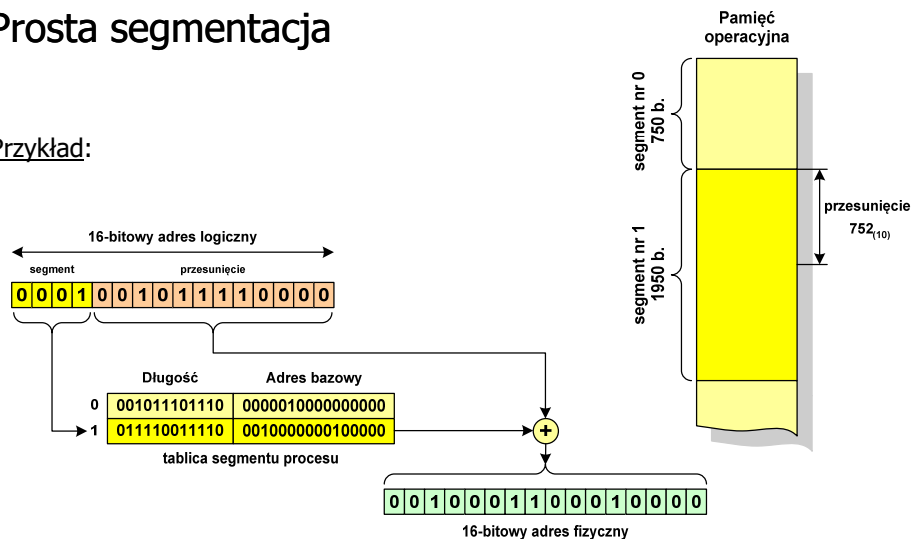 Prosta segmentacja
Przykład:
Pamięć
operacyjna
segment nr 0
750 b.
segment nr 1
1950 b.
przesunięcie
752(10)
16-bitowy adres logiczny
segment przesunięcie
0 0 0 1 0 0 1 0 1 1 1 1 0 0 0 0
Długość Adres bazowy
0 001011101110 0000010000000000
1 011110011110 0010000000100000
tablica segmentu procesu
+
0 0 1 0 0 0 1 1 0 0 0 1 0 0 0 0
16-bitowy adres fizyczny